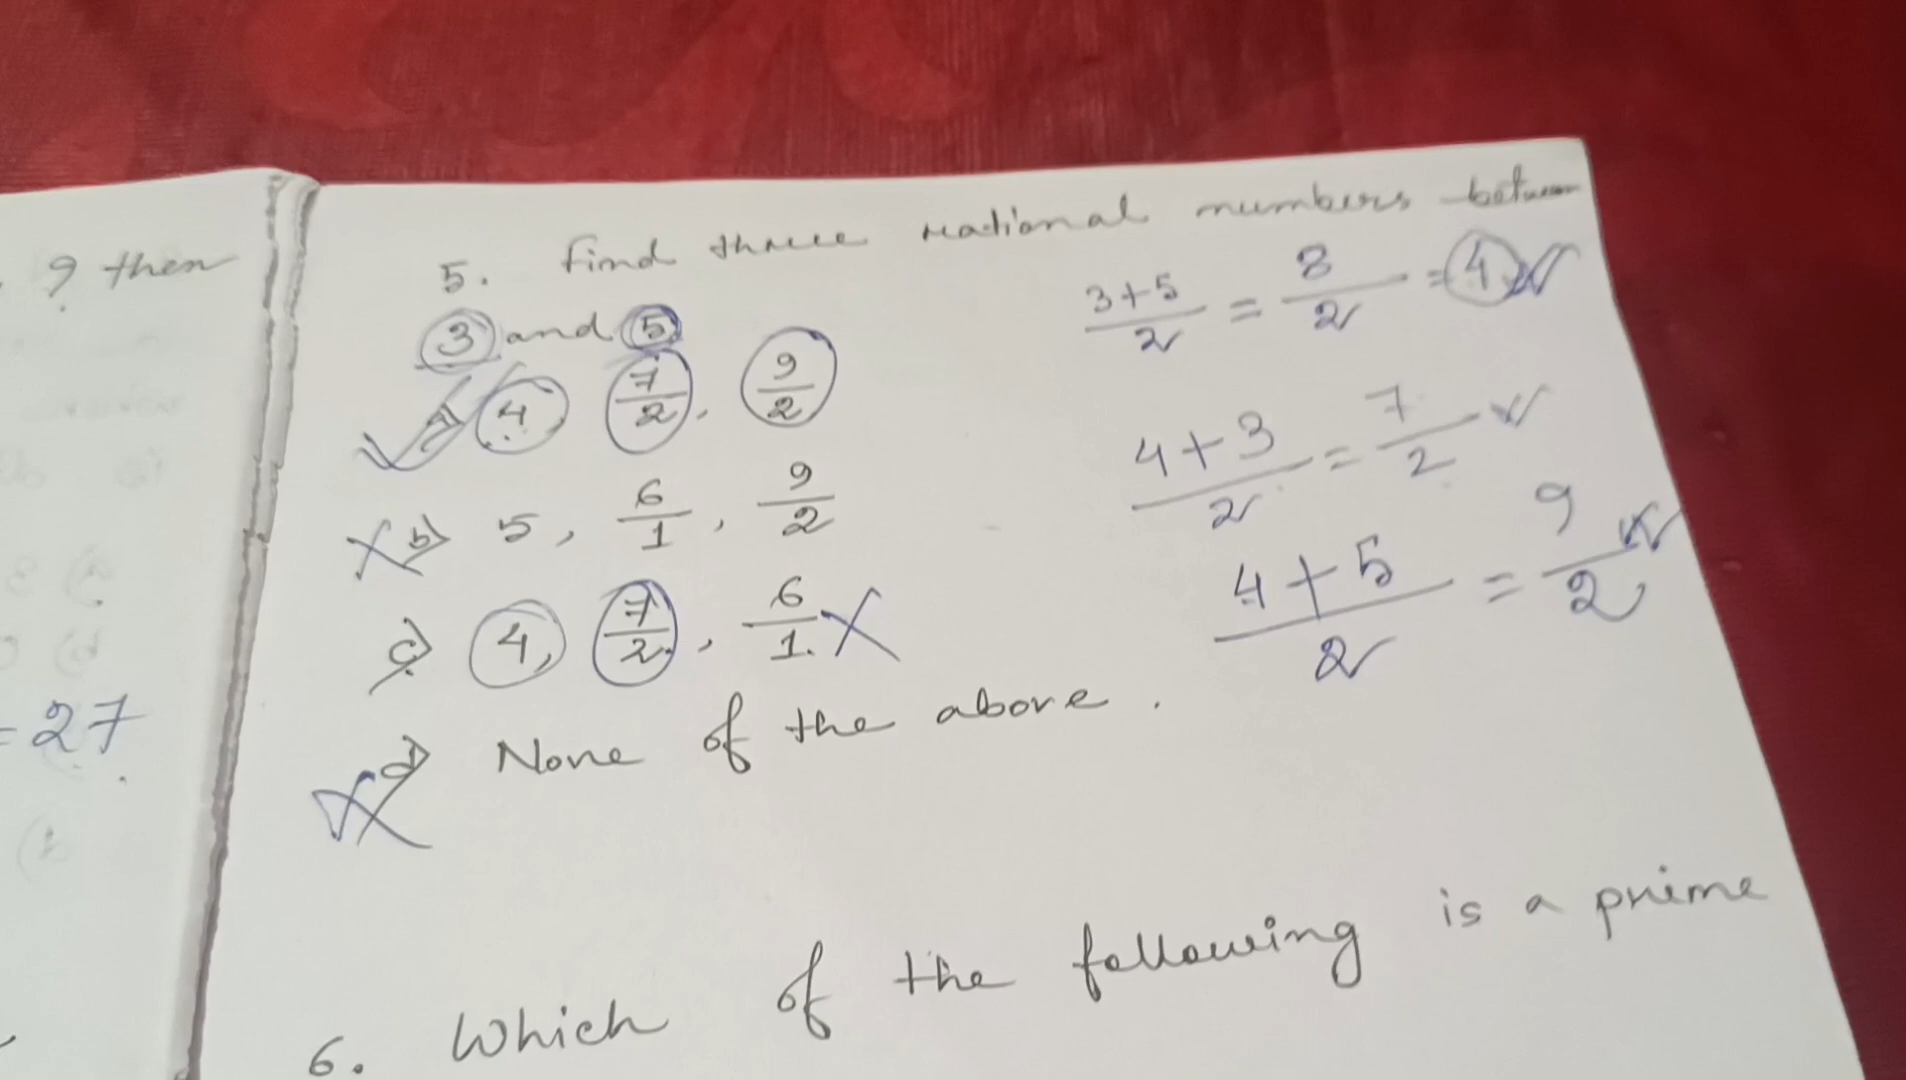 9 then
= 27
5. Find three rational numbers between
3 and 5
a) 4 7/2, 9/2
b) 5, 6/1, 9/2
c) 4, 7/2, 6/1.
d) None of the above.
3+5/2 = 8/2 = 4
4+3/2 = 7/2
4+5/2 = 9/2
6. Which of the following is a prime